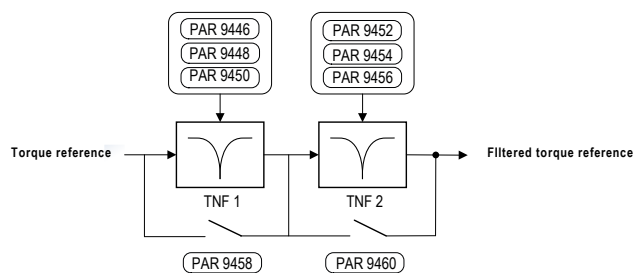 PAR 9446
PAR 9448
PAR 9450
PAR 9452
PAR 9454
PAR 9456
Torque reference
FIltered torque reference
TNF 1
TNF 2
PAR 9458
PAR 9460